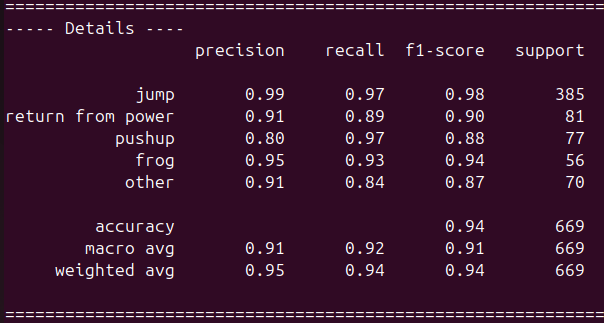 ============================================================
----- Details ----
precision recall f1-score support
jump 0.99 0.97 0.98 385
return from power 0.91 0.89 0.90 81
pushup 0.80 0.97 0.88 77
frog 0.95 0.93 0.94 56
other 0.91 0.84 0.87 70
accuracy 0.94 669
macro avg 0.91 0.92 0.91 669
weighted avg 0.95 0.94 0.94 669
============================================================